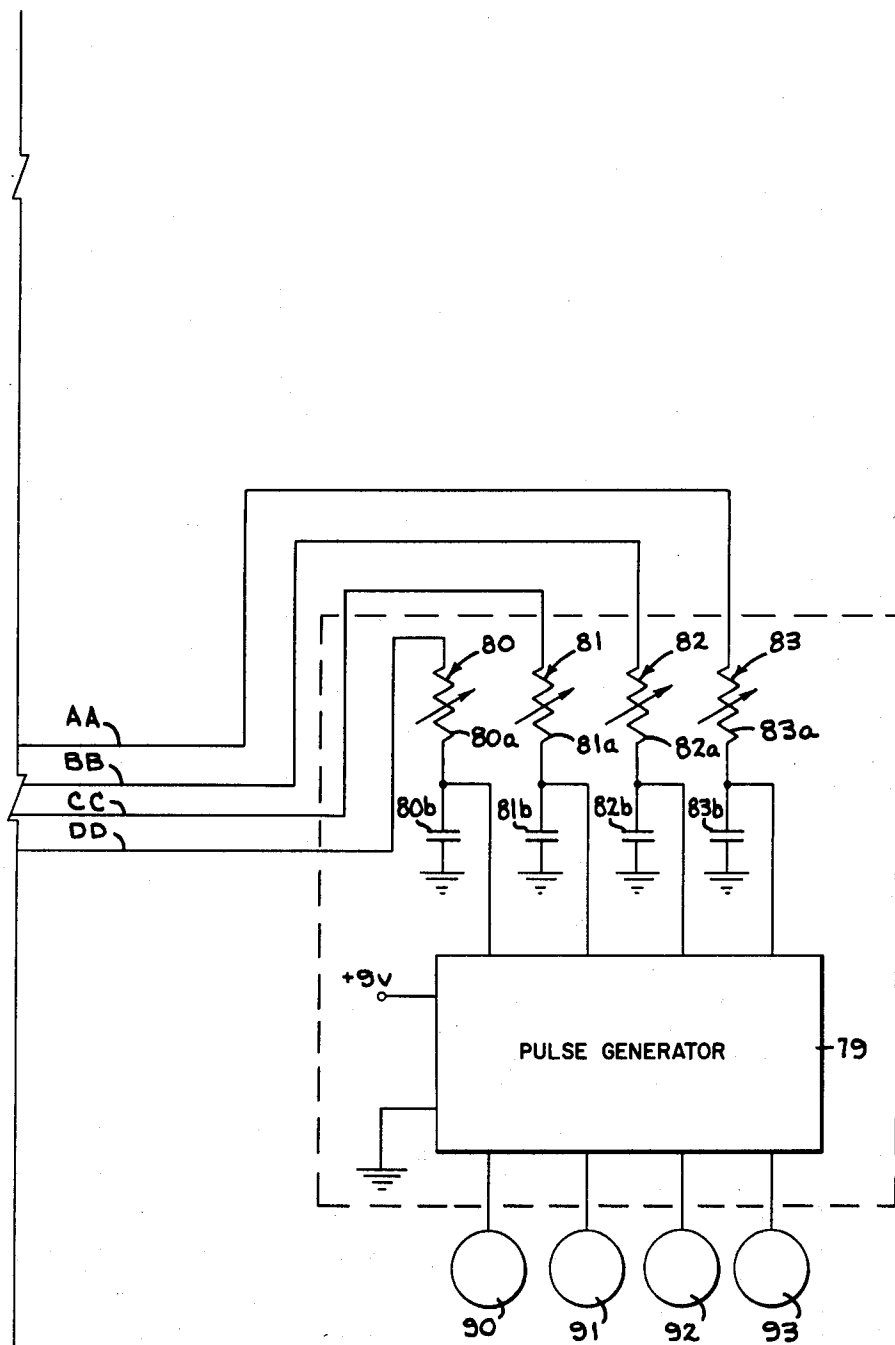 80
81
82
83
AA
80a
81a
82a
83a
BB
CC
80b
81b
82b
83b
DD
+9v
PULSE GENERATOR
79
90
91
92
93